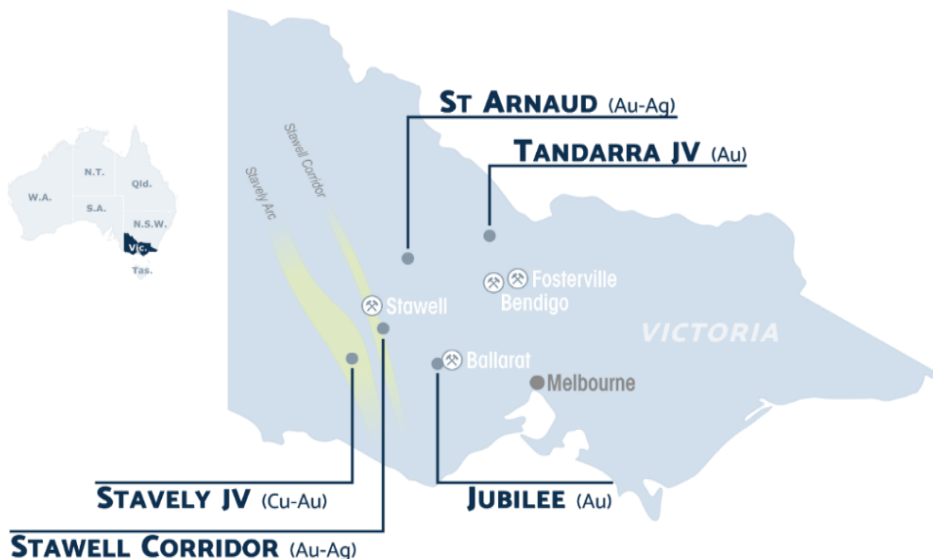 ST ARNAUD (Au-Ag)
TANDARRA JV (Au)
Stawell Corridor
Stavely Arc
N.T.
Qld.
W.A.
S.A.
N.S.W.
Vic.
Tas.
Fosterville
Bendigo
Stawell
VICTORIA
Ballarat
Melbourne
STAVELY JV (Cu-Au)
JUBILEE (Au)
STAWELL CORRIDOR (Au-Ag)